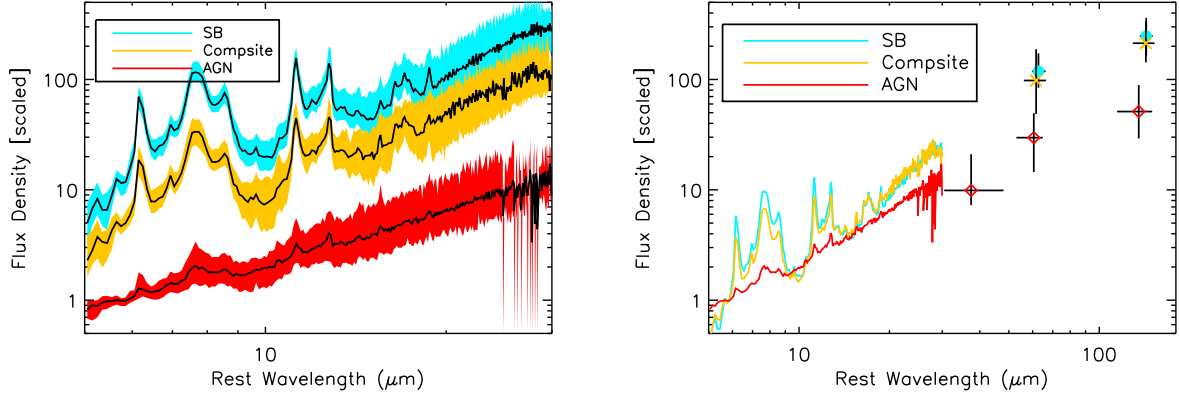 SB
Compsite
AGN
100
10
1
10
Flux Density [scaled]
Rest Wavelength (μm)
SB
Compsite
AGN
100
10
1
10
100
Flux Density [scaled]
Rest Wavelength (μm)